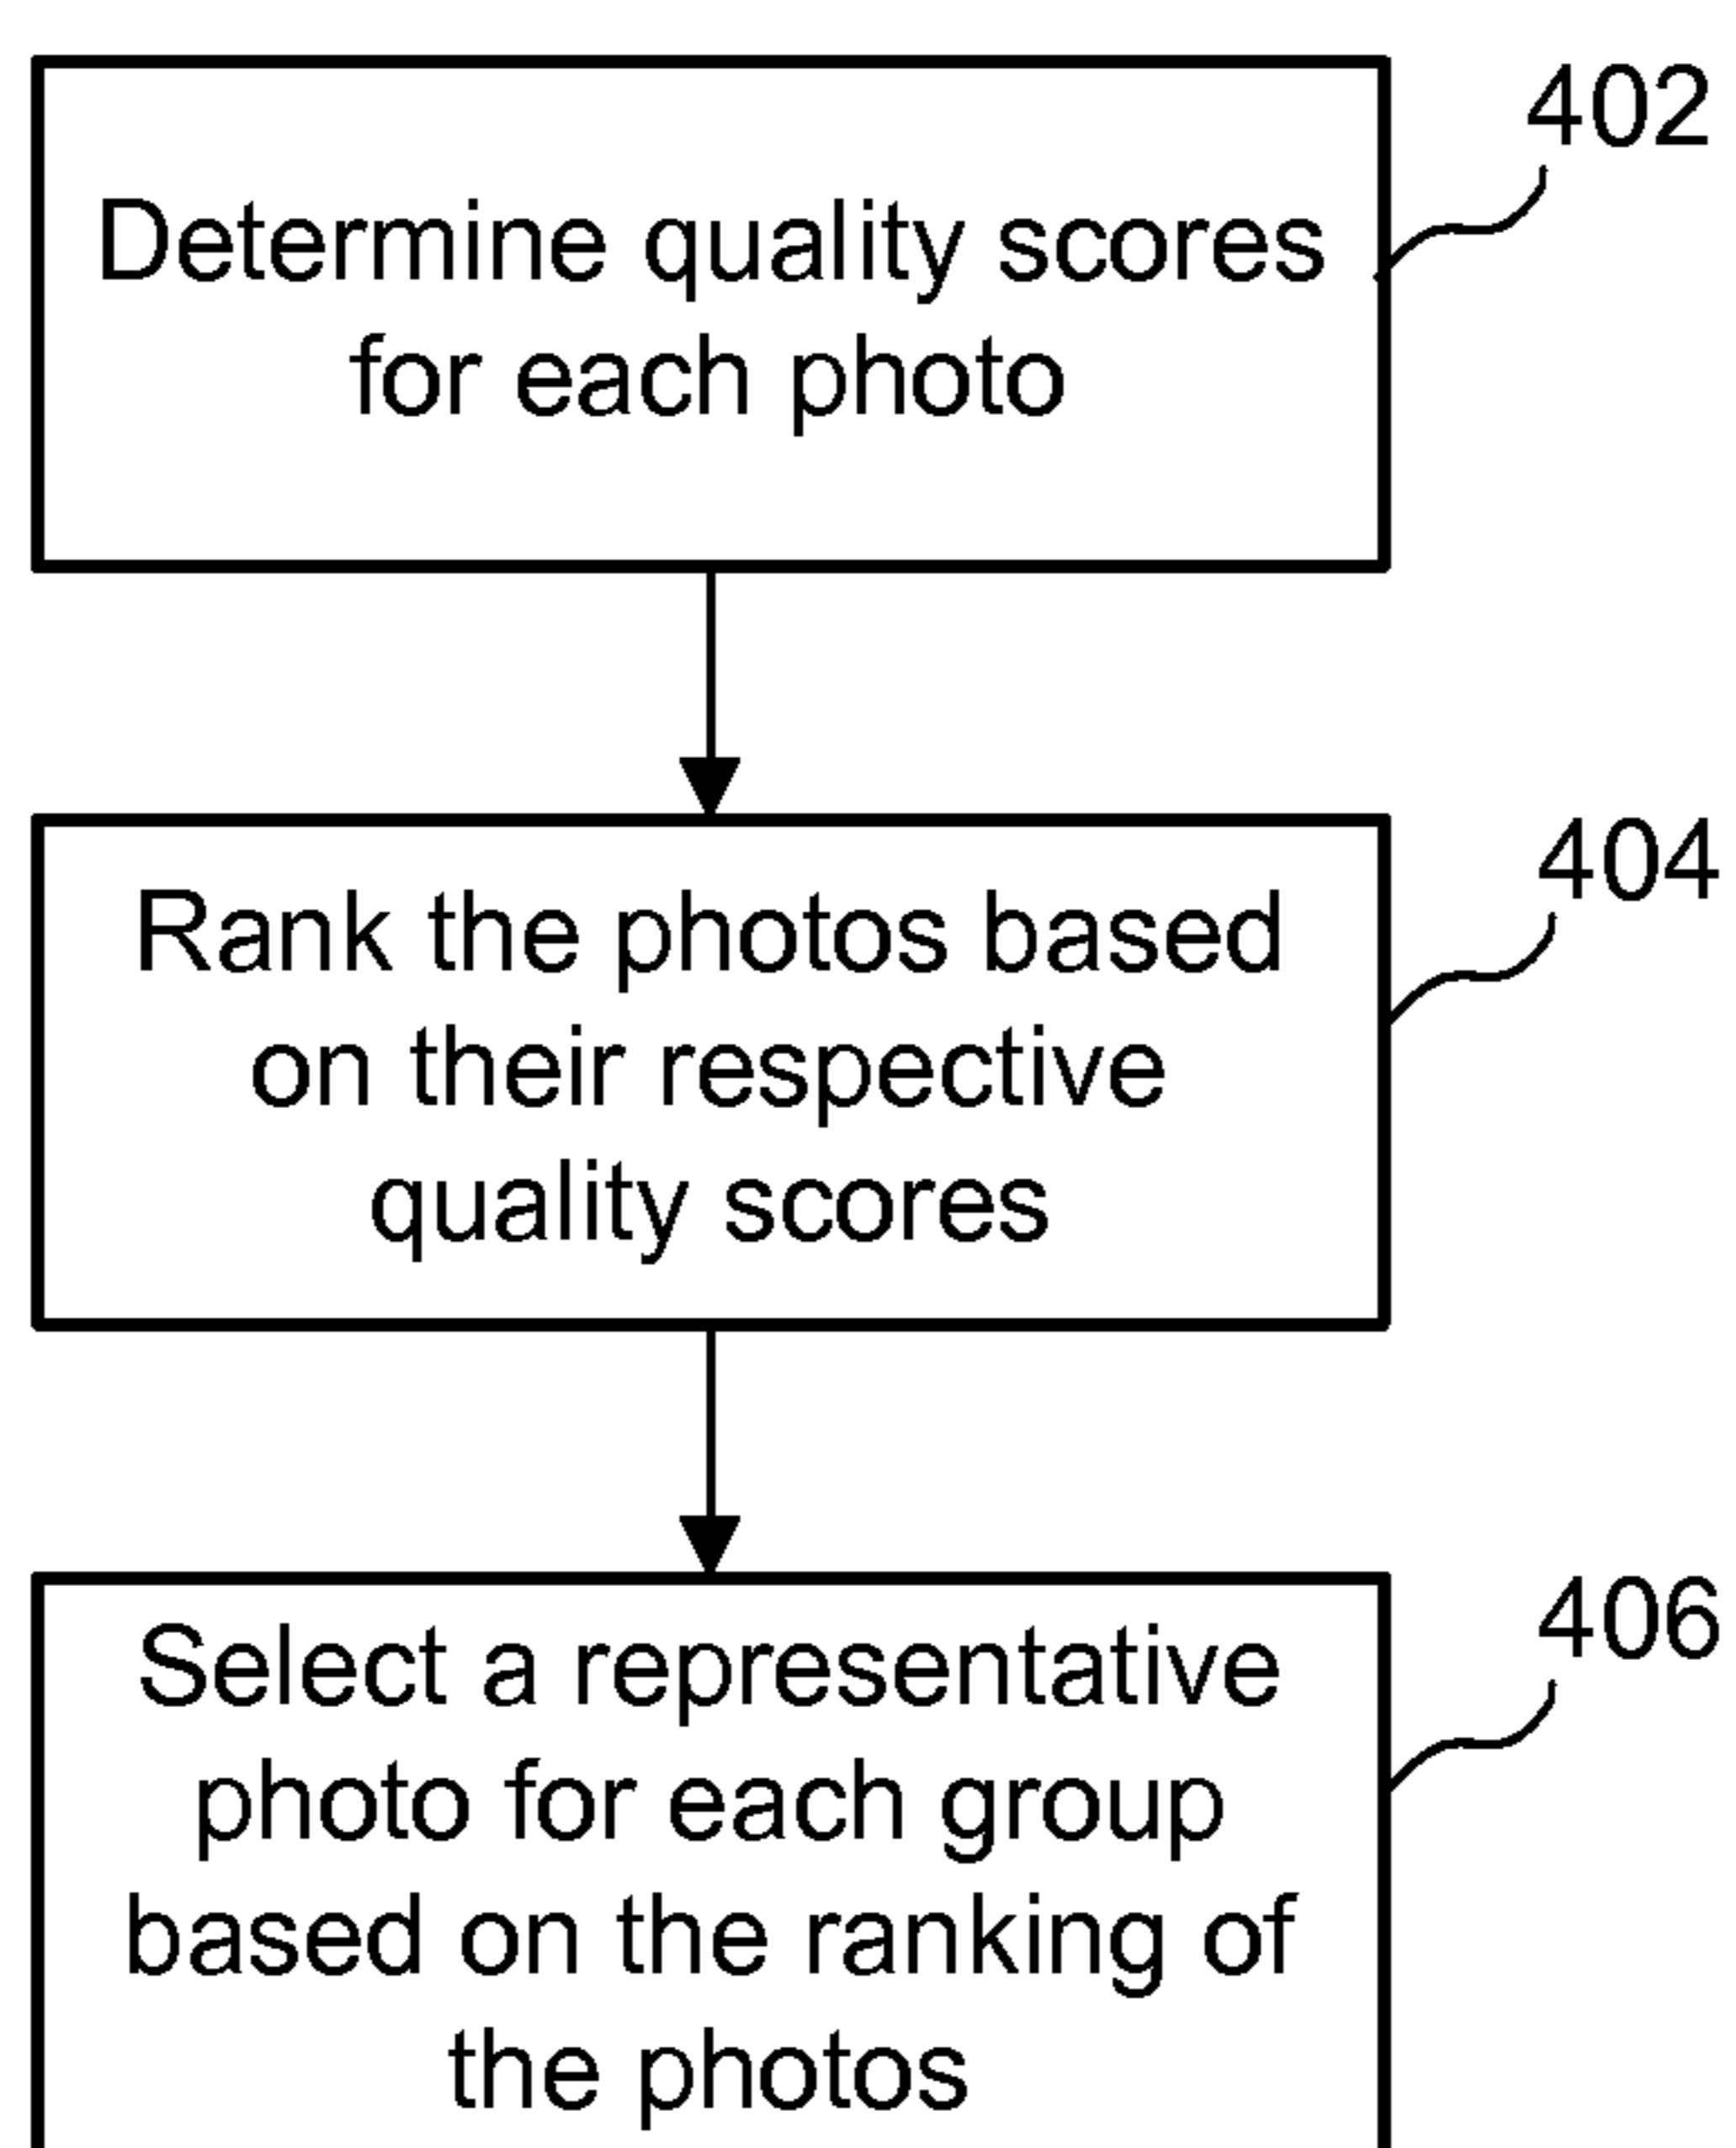 402
Determine quality scores
for each photo
404
Rank the photos based
on their respective
quality scores
406
Select a representative
photo for each group
based on the ranking of
the photos